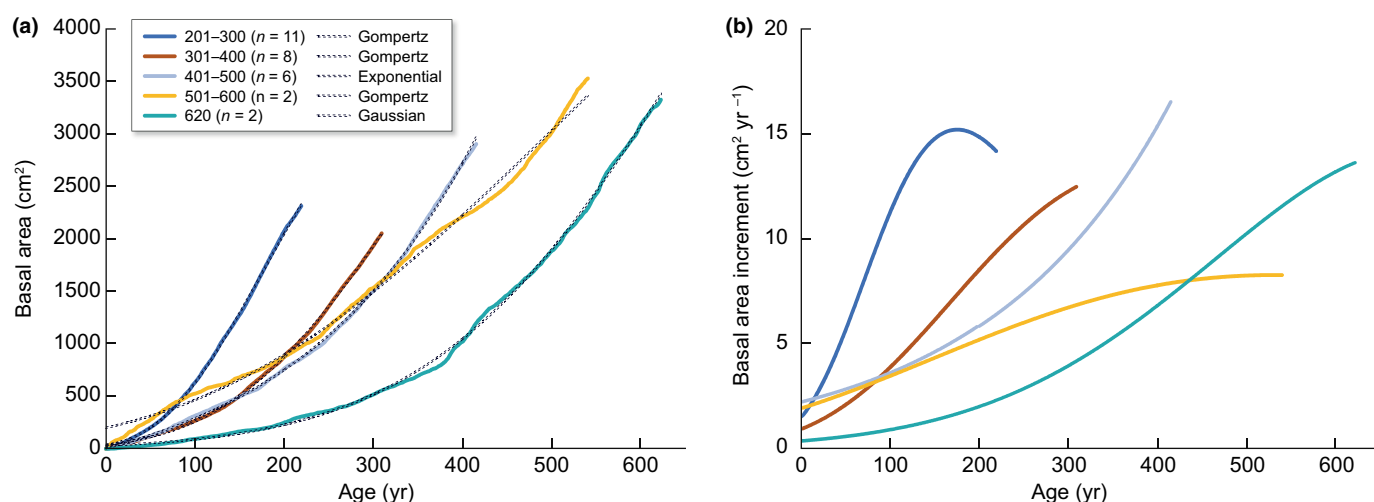 (a)
4000
3500
3000
2500
2000
1500
1000
500
0
Basal area (cm²)
201–300 (n = 11) Gompertz
301–400 (n = 8) Gompertz
401–500 (n = 6) Exponential
501–600 (n = 2) Gompertz
620 (n = 2) Gaussian
0 100 200 300 400 500 600
Age (yr)
(b)
20
15
10
5
0
Basal area increment (cm² yr⁻¹)
0 100 200 300 400 500 600
Age (yr)